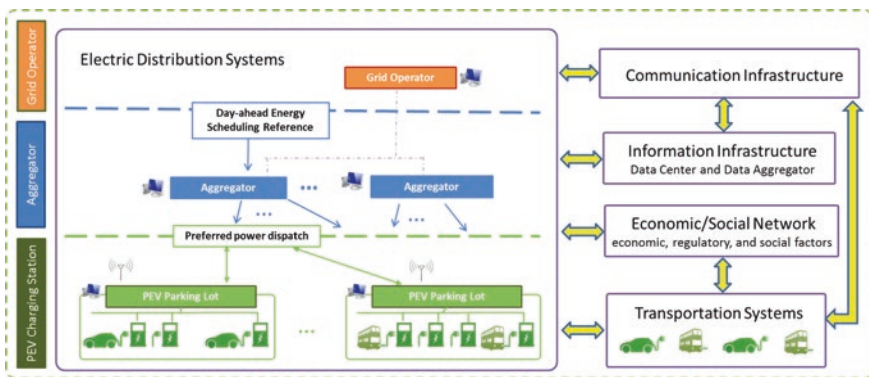 Grid Operator
Aggregator
PEV Charging Station
Electric Distribution Systems
Grid Operator
Day-ahead Energy
Scheduling Reference
Aggregator
...
Aggregator
...
...
Preferred power dispatch
PEV Parking Lot
PEV Parking Lot
...
Communication Infrastructure
Information Infrastructure
Data Center and Data Aggregator
Economic/Social Network
economic, regulatory, and social factors
Transportation Systems